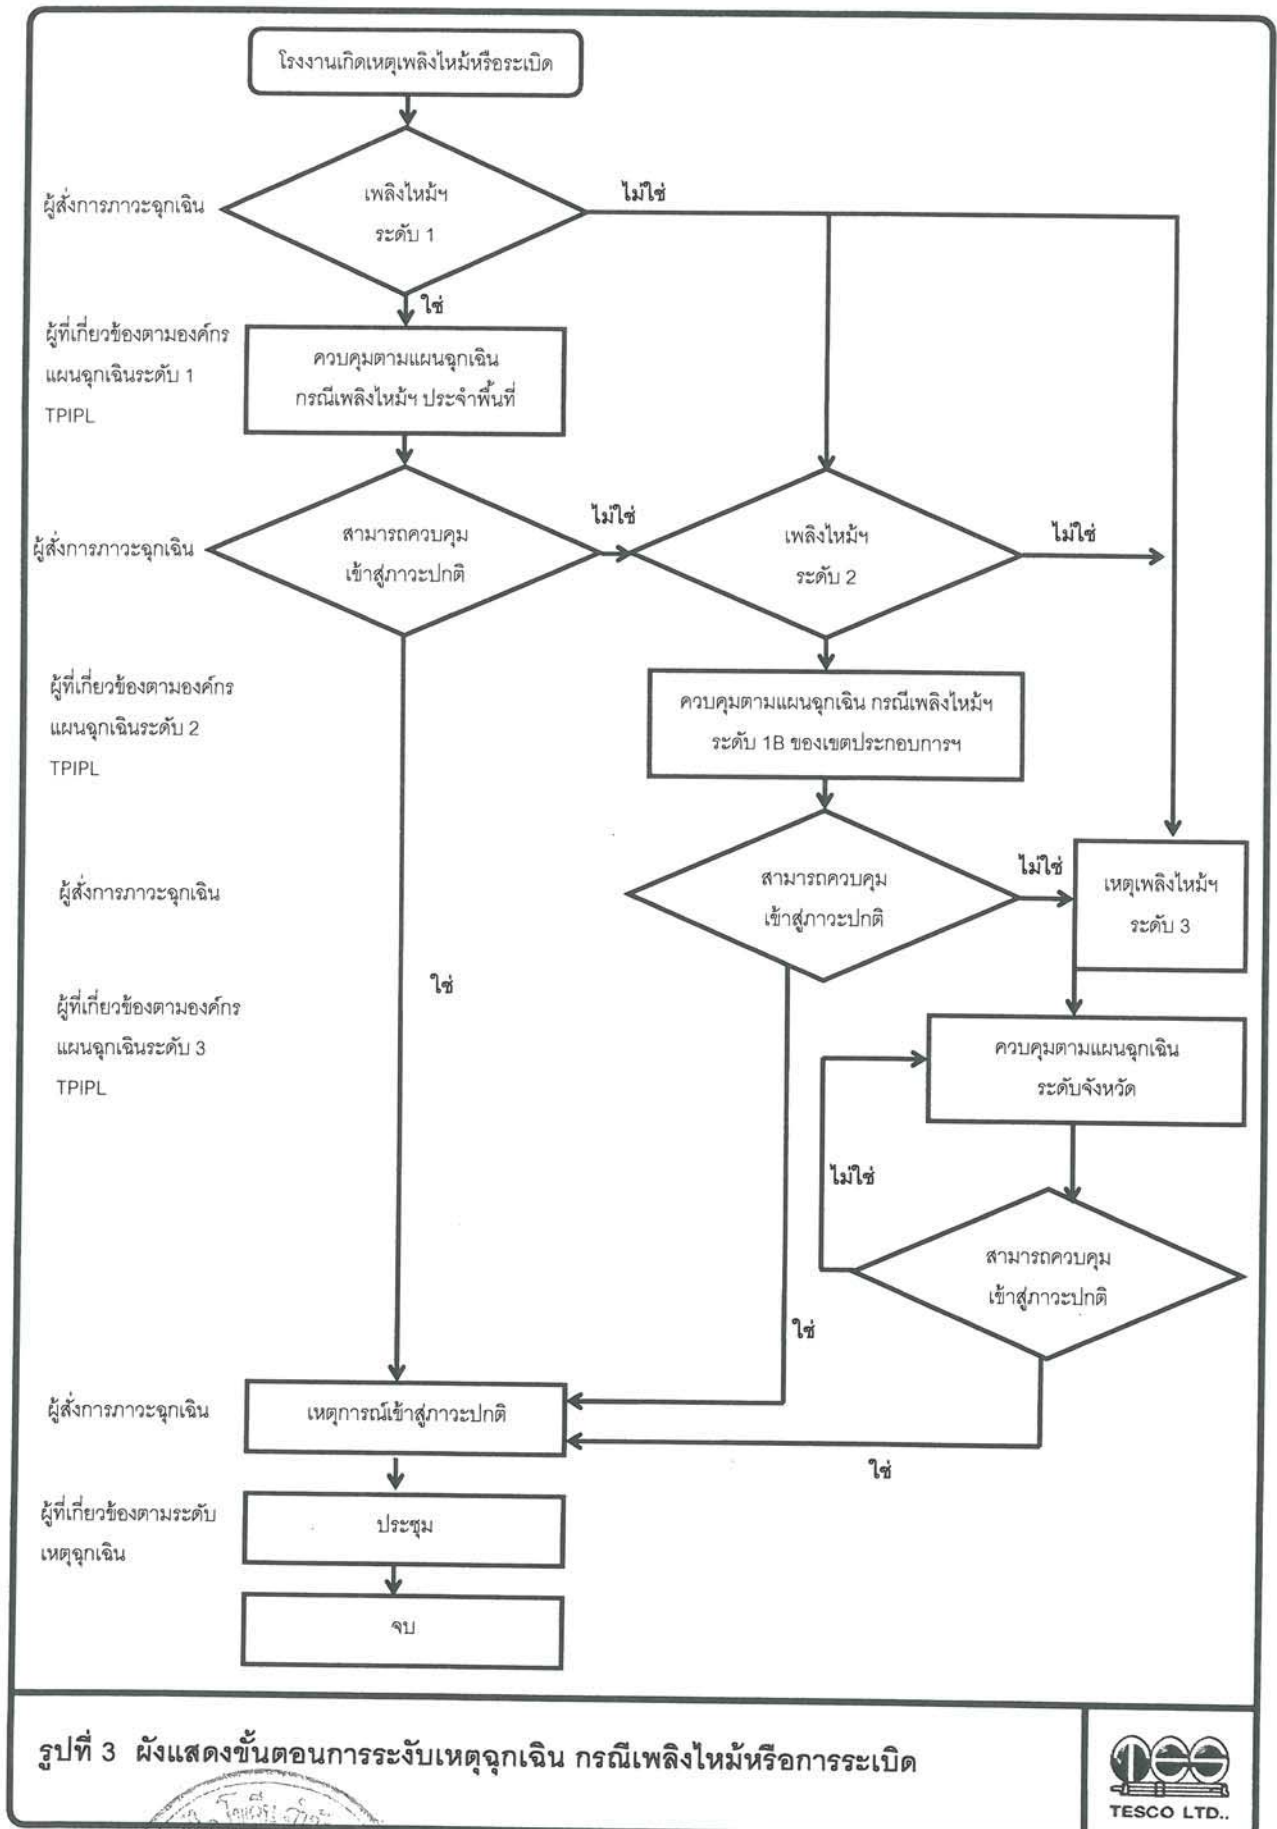 โรงงานเกิดเหตุเพลิงไหม้หรือระเบิด
ผู้สั่งการภาวะฉุกเฉิน
เพลิงไหม้ฯ
ระดับ 1
ไม่ใช่
ใช่
ผู้ที่เกี่ยวข้องตามองค์กร
แผนฉุกเฉินระดับ 1
TPIPL
ควบคุมตามแผนฉุกเฉิน
กรณีเพลิงไหม้ฯ ประจำพื้นที่
ผู้สั่งการภาวะฉุกเฉิน
สามารถควบคุม
เข้าสู่ภาวะปกติ
ไม่ใช่
เพลิงไหม้ฯ
ระดับ 2
ไม่ใช่
ผู้ที่เกี่ยวข้องตามองค์กร
แผนฉุกเฉินระดับ 2
TPIPL
ควบคุมตามแผนฉุกเฉิน กรณีเพลิงไหม้ฯ
ระดับ 1B ของเขตประกอบการฯ
ผู้สั่งการภาวะฉุกเฉิน
สามารถควบคุม
เข้าสู่ภาวะปกติ
ไม่ใช่
เหตุเพลิงไหม้ฯ
ระดับ 3
ใช่
ผู้ที่เกี่ยวข้องตามองค์กร
แผนฉุกเฉินระดับ 3
TPIPL
ควบคุมตามแผนฉุกเฉิน
ระดับจังหวัด
ไม่ใช่
สามารถควบคุม
เข้าสู่ภาวะปกติ
ใช่
ผู้สั่งการภาวะฉุกเฉิน
เหตุการณ์เข้าสู่ภาวะปกติ
ใช่
ผู้ที่เกี่ยวข้องตามระดับ
เหตุฉุกเฉิน
ประชุม
จบ
รูปที่ 3 ผังแสดงขั้นตอนการระงับเหตุฉุกเฉิน กรณีเพลิงไหม้หรือการระเบิด
TESCO LTD..